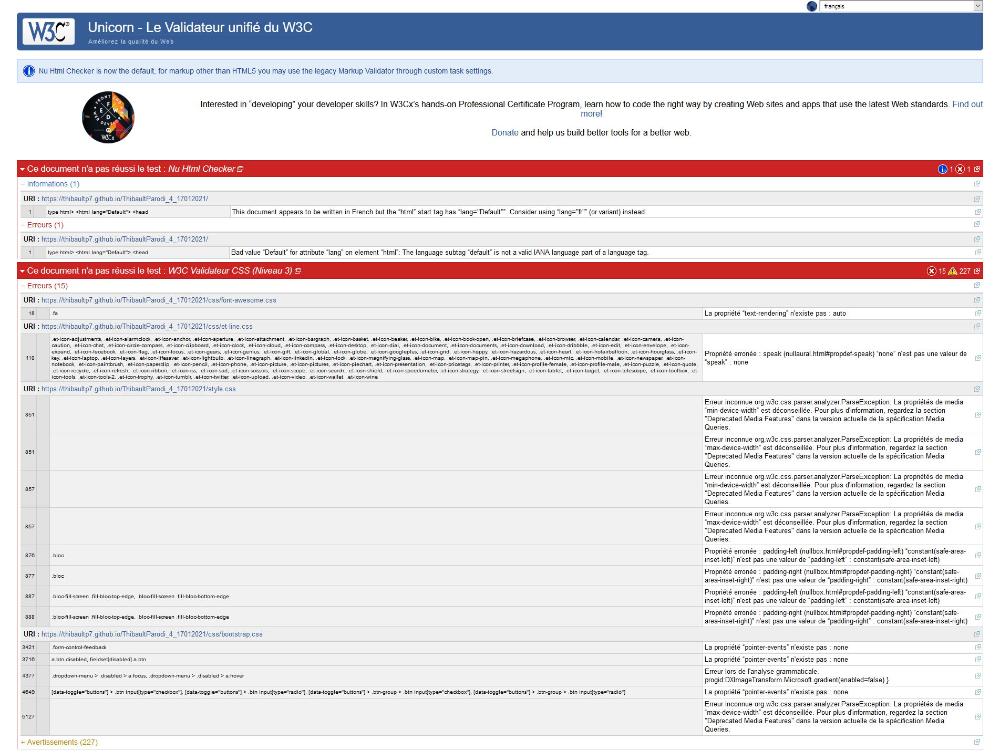 français
W3C®
Unicorn - Le Validateur unifié du W3C
Améliorez la qualité du Web
Nu Html Checker is now the default, for markup other than HTML5 you may use the legacy Markup Validator through custom task settings.
FRONT END
E F W D
WEB DEVELOPER
BY
W3Cx
Interested in “developing” your developer skills? In W3Cx’s hands-on Professional Certificate Program, learn how to code the right way by creating Web sites and apps that use the latest Web standards. Find out
more!
Donate and help us build better tools for a better web.
Ce document n'a pas réussi le test : Nu Html Checker 1 1
− Informations (1)
URI : https://thibaultp7.github.io/ThibaultParodi_4_17012021/
1 type html> <html lang="Default"> <head This document appears to be written in French but the “html” start tag has “lang="Default"”. Consider using “lang="fr"” (or variant) instead.
− Erreurs (1)
URI : https://thibaultp7.github.io/ThibaultParodi_4_17012021/
1 type html> <html lang="Default"> <head Bad value “Default” for attribute “lang” on element “html”: The language subtag “default” is not a valid IANA language part of a language tag.
Ce document n'a pas réussi le test : W3C Validateur CSS (Niveau 3) 15 227
− Erreurs (15)
URI : https://thibaultp7.github.io/ThibaultParodi_4_17012021/css/font-awesome.css
18 .fa La propriété “text-rendering” n'existe pas : auto
URI : https://thibaultp7.github.io/ThibaultParodi_4_17012021/css/et-line.css
110
.et-icon-adjustments, .et-icon-alarmclock, .et-icon-anchor, .et-icon-aperture, .et-icon-attachment, .et-icon-bargraph, .et-icon-basket, .et-icon-beaker, .et-icon-bike, .et-icon-book-open, .et-icon-briefcase, .et-icon-browser, .et-icon-calendar, .et-icon-camera, .et-icon-
caution, .et-icon-chat, .et-icon-circle-compass, .et-icon-clipboard, .et-icon-clock, .et-icon-cloud, .et-icon-compass, .et-icon-desktop, .et-icon-dial, .et-icon-document, .et-icon-documents, .et-icon-download, .et-icon-dribbble, .et-icon-edit, .et-icon-envelope, .et-icon-
expand, .et-icon-facebook, .et-icon-flag, .et-icon-focus, .et-icon-gears, .et-icon-genius, .et-icon-gift, .et-icon-global, .et-icon-globe, .et-icon-googleplus, .et-icon-grid, .et-icon-happy, .et-icon-hazardous, .et-icon-heart, .et-icon-hotairballoon, .et-icon-hourglass, .et-icon-
key, .et-icon-laptop, .et-icon-layers, .et-icon-lifesaver, .et-icon-lightbulb, .et-icon-linegraph, .et-icon-linkedin, .et-icon-lock, .et-icon-magnifying-glass, .et-icon-map, .et-icon-map-pin, .et-icon-megaphone, .et-icon-mic, .et-icon-mobile, .et-icon-newspaper, .et-icon-
notebook, .et-icon-paintbrush, .et-icon-paperclip, .et-icon-pencil, .et-icon-phone, .et-icon-picture, .et-icon-pictures, .et-icon-piechart, .et-icon-presentation, .et-icon-pricetags, .et-icon-printer, .et-icon-profile-female, .et-icon-profile-male, .et-icon-puzzle, .et-icon-quote,
.et-icon-recycle, .et-icon-refresh, .et-icon-ribbon, .et-icon-rss, .et-icon-sad, .et-icon-scissors, .et-icon-scope, .et-icon-search, .et-icon-shield, .et-icon-speedometer, .et-icon-strategy, .et-icon-streetsign, .et-icon-tablet, .et-icon-target, .et-icon-telescope, .et-icon-toolbox, .et-
icon-tools, .et-icon-tools-2, .et-icon-trophy, .et-icon-tumblr, .et-icon-twitter, .et-icon-upload, .et-icon-video, .et-icon-wallet, .et-icon-wine
Propriété erronée : speak (nullaural.html#propdef-speak) “none” n'est pas une valeur de
“speak” : none
URI : https://thibaultp7.github.io/ThibaultParodi_4_17012021/style.css
851
Erreur inconnue org.w3c.css.parser.analyzer.ParseException: La propriétés de media
“min-device-width” est déconseillée. Pour plus d'information, regardez la section
"Deprecated Media Features" dans la version actuelle de la spécification Media
Queries.
851
Erreur inconnue org.w3c.css.parser.analyzer.ParseException: La propriétés de media
“max-device-width” est déconseillée. Pour plus d'information, regardez la section
"Deprecated Media Features" dans la version actuelle de la spécification Media
Queries.
857
Erreur inconnue org.w3c.css.parser.analyzer.ParseException: La propriétés de media
“min-device-width” est déconseillée. Pour plus d'information, regardez la section
"Deprecated Media Features" dans la version actuelle de la spécification Media
Queries.
857
Erreur inconnue org.w3c.css.parser.analyzer.ParseException: La propriétés de media
“max-device-width” est déconseillée. Pour plus d'information, regardez la section
"Deprecated Media Features" dans la version actuelle de la spécification Media
Queries.
876 .bloc
Propriété erronée : padding-left (nullbox.html#propdef-padding-left) “constant(safe-area-
inset-left)” n'est pas une valeur de “padding-left” : constant(safe-area-inset-left)
877 .bloc
Propriété erronée : padding-right (nullbox.html#propdef-padding-right) “constant(safe-
area-inset-right)” n'est pas une valeur de “padding-right” : constant(safe-area-inset-right)
887 .bloc-fill-screen .fill-bloc-top-edge, .bloc-fill-screen .fill-bloc-bottom-edge
Propriété erronée : padding-left (nullbox.html#propdef-padding-left) “constant(safe-area-
inset-left)” n'est pas une valeur de “padding-left” : constant(safe-area-inset-left)
888 .bloc-fill-screen .fill-bloc-top-edge, .bloc-fill-screen .fill-bloc-bottom-edge
Propriété erronée : padding-right (nullbox.html#propdef-padding-right) “constant(safe-
area-inset-right)” n'est pas une valeur de “padding-right” : constant(safe-area-inset-right)
URI : https://thibaultp7.github.io/ThibaultParodi_4_17012021/css/bootstrap.css
3421 .form-control-feedback La propriété “pointer-events” n'existe pas : none
3716 a.btn.disabled, fieldset[disabled] a.btn La propriété “pointer-events” n'existe pas : none
4377 .dropdown-menu > .disabled > a:focus, .dropdown-menu > .disabled > a:hover
Erreur lors de l'analyse grammaticale.
progid:DXImageTransform.Microsoft.gradient(enabled=false) }
4649 [data-toggle="buttons"] > .btn input[type="checkbox"], [data-toggle="buttons"] > .btn input[type="radio"], [data-toggle="buttons"] > .btn-group > .btn input[type="checkbox"], [data-toggle="buttons"] > .btn-group > .btn input[type="radio"] La propriété “pointer-events” n'existe pas : none
5127
Erreur inconnue org.w3c.css.parser.analyzer.ParseException: La propriétés de media
“max-device-width” est déconseillée. Pour plus d'information, regardez la section
"Deprecated Media Features" dans la version actuelle de la spécification Media
Queries.
+ Avertissements (227)